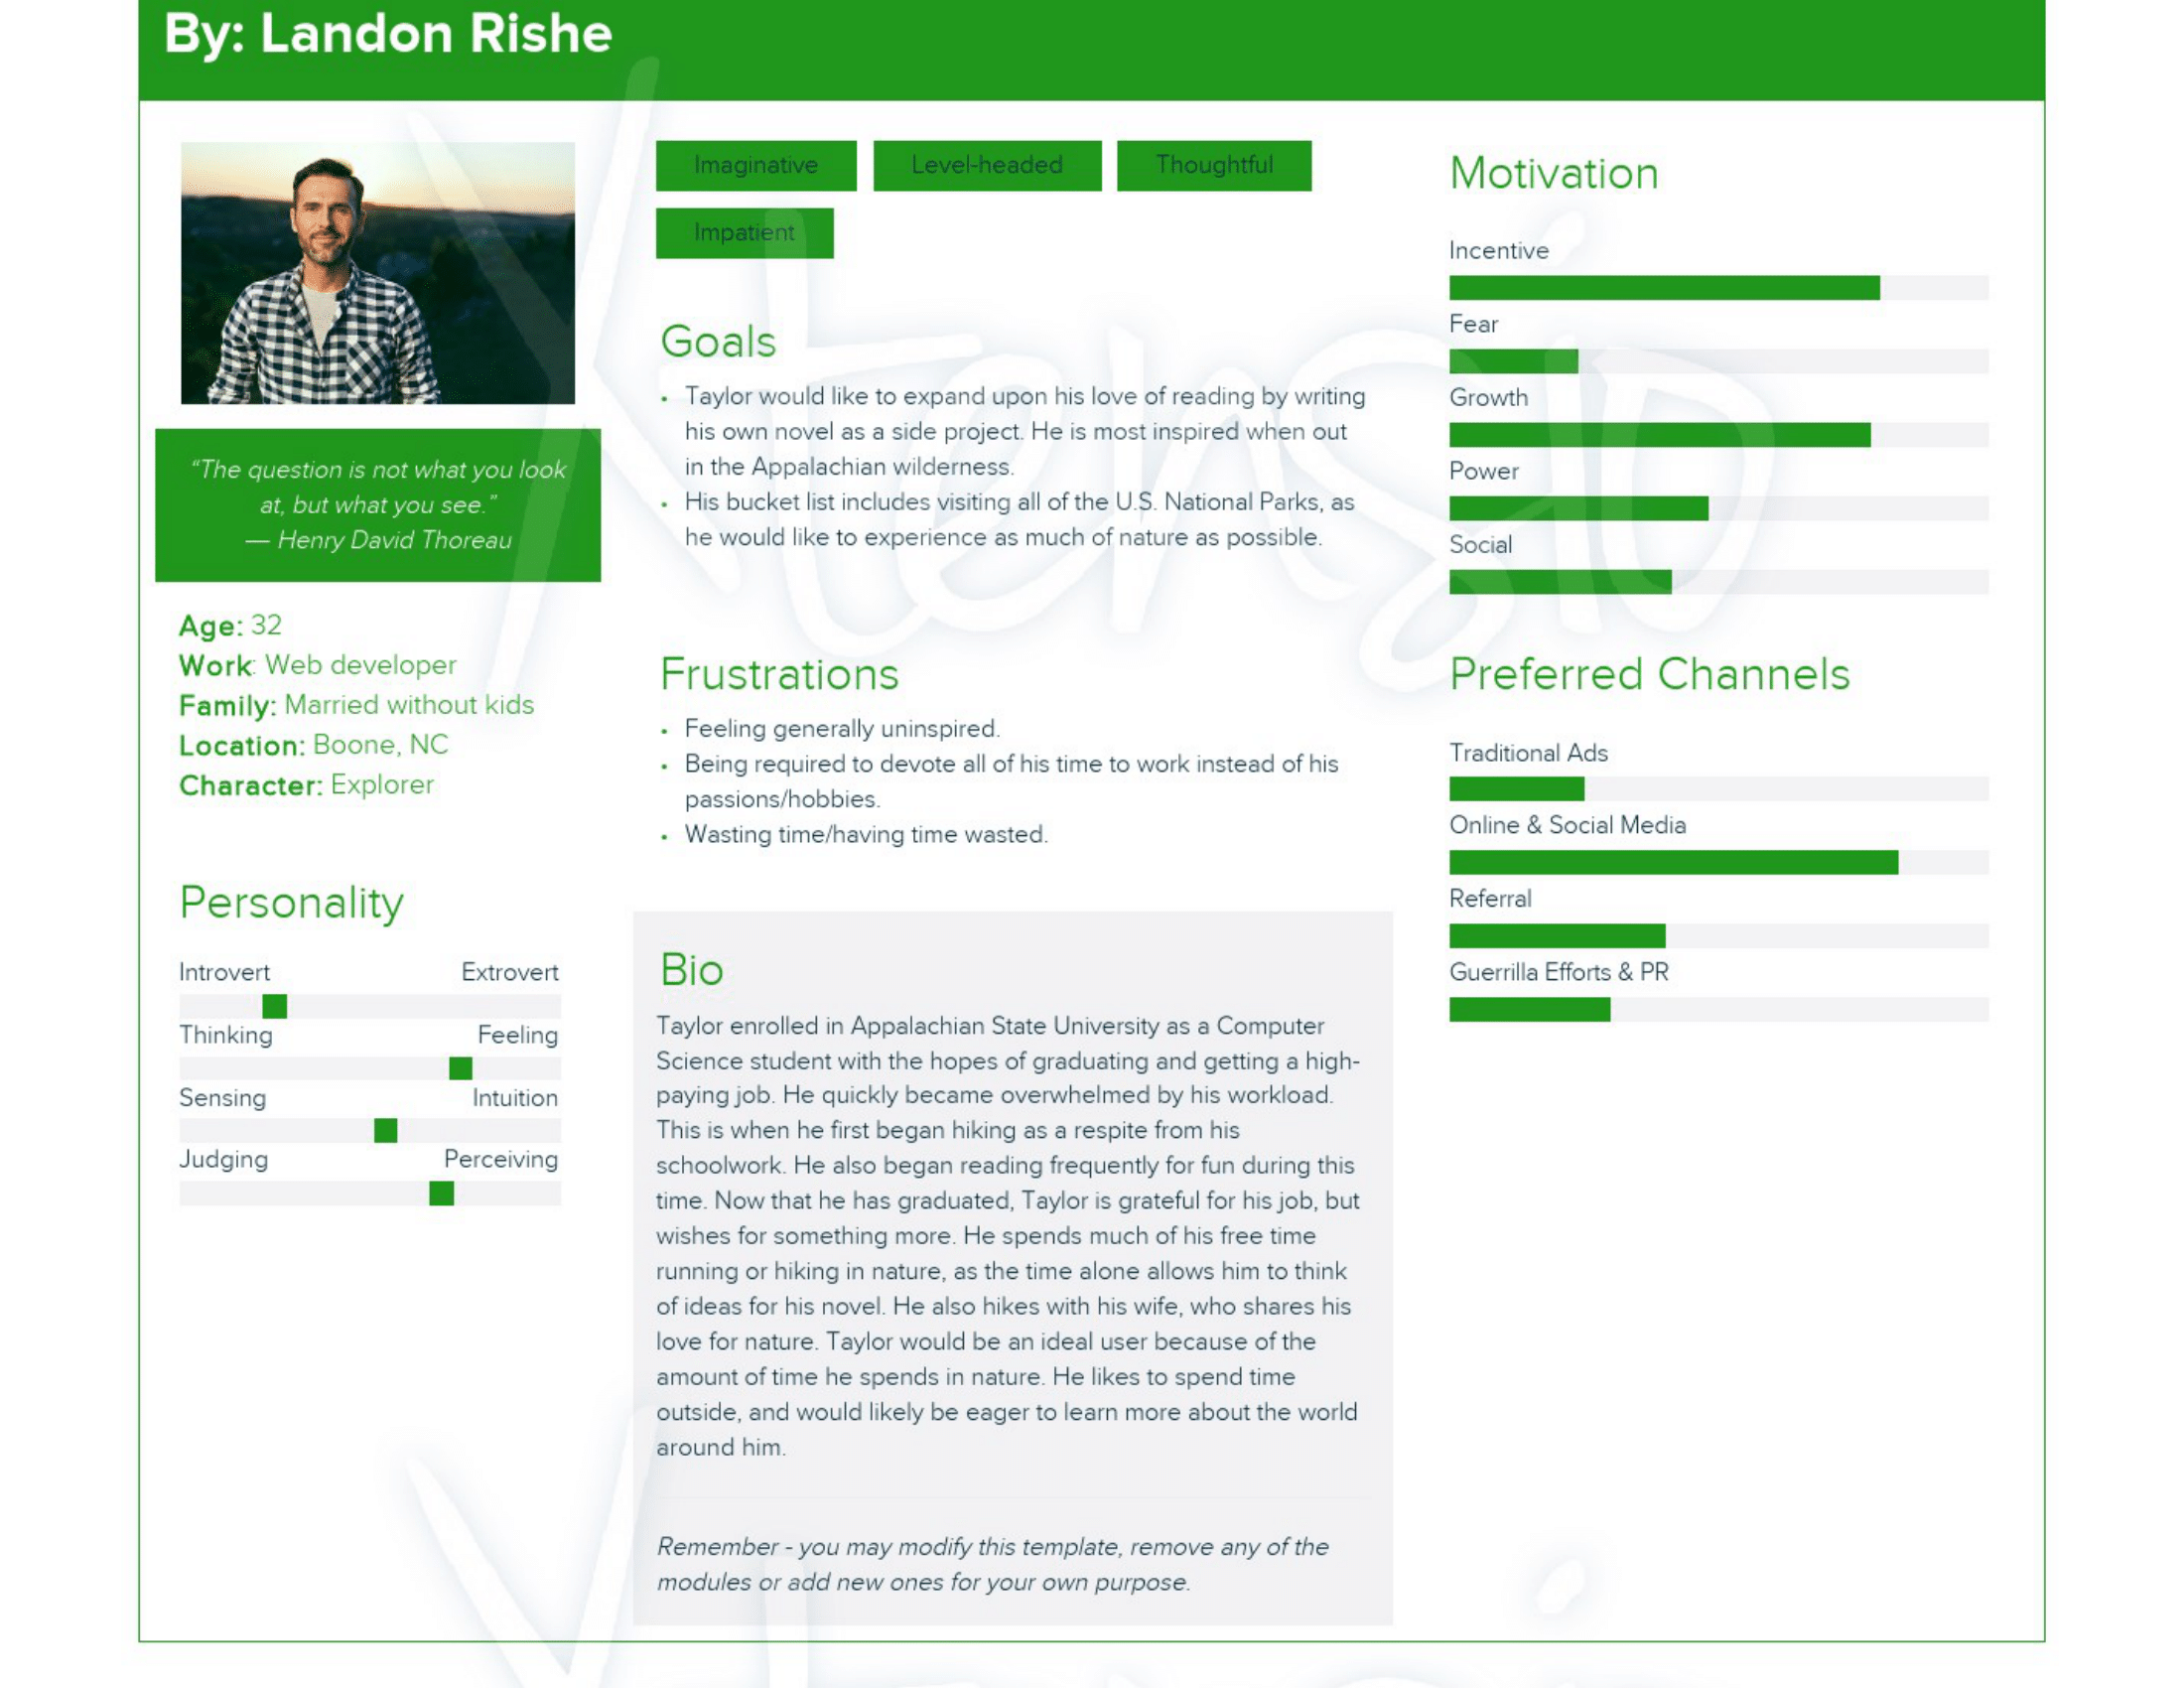 By: Landon Rishe
“The question is not what you look
at, but what you see.”
— Henry David Thoreau
Age: 32
Work: Web developer
Family: Married without kids
Location: Boone, NC
Character: Explorer
Personality
Introvert Extrovert
Thinking Feeling
Sensing Intuition
Judging Perceiving
Imaginative Level-headed Thoughtful
Impatient
Goals
• Taylor would like to expand upon his love of reading by writing
his own novel as a side project. He is most inspired when out
in the Appalachian wilderness.
• His bucket list includes visiting all of the U.S. National Parks, as
he would like to experience as much of nature as possible.
Frustrations
• Feeling generally uninspired.
• Being required to devote all of his time to work instead of his
passions/hobbies.
• Wasting time/having time wasted.
Bio
Taylor enrolled in Appalachian State University as a Computer
Science student with the hopes of graduating and getting a high-
paying job. He quickly became overwhelmed by his workload.
This is when he first began hiking as a respite from his
schoolwork. He also began reading frequently for fun during this
time. Now that he has graduated, Taylor is grateful for his job, but
wishes for something more. He spends much of his free time
running or hiking in nature, as the time alone allows him to think
of ideas for his novel. He also hikes with his wife, who shares his
love for nature. Taylor would be an ideal user because of the
amount of time he spends in nature. He likes to spend time
outside, and would likely be eager to learn more about the world
around him.
Remember - you may modify this template, remove any of the
modules or add new ones for your own purpose.
Motivation
Incentive
Fear
Growth
Power
Social
Preferred Channels
Traditional Ads
Online & Social Media
Referral
Guerrilla Efforts & PR
Xtensio